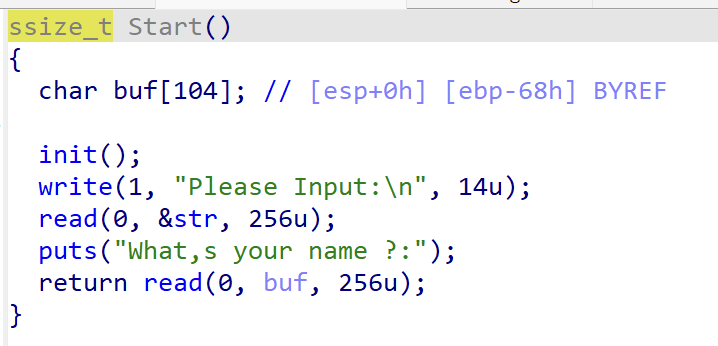 ssize_t Start()
{
  char buf[104]; // [esp+0h] [ebp-68h] BYREF

  init();
  write(1, "Please Input:\n", 14u);
  read(0, &str, 256u);
  puts("What,s your name ?:");
  return read(0, buf, 256u);
}